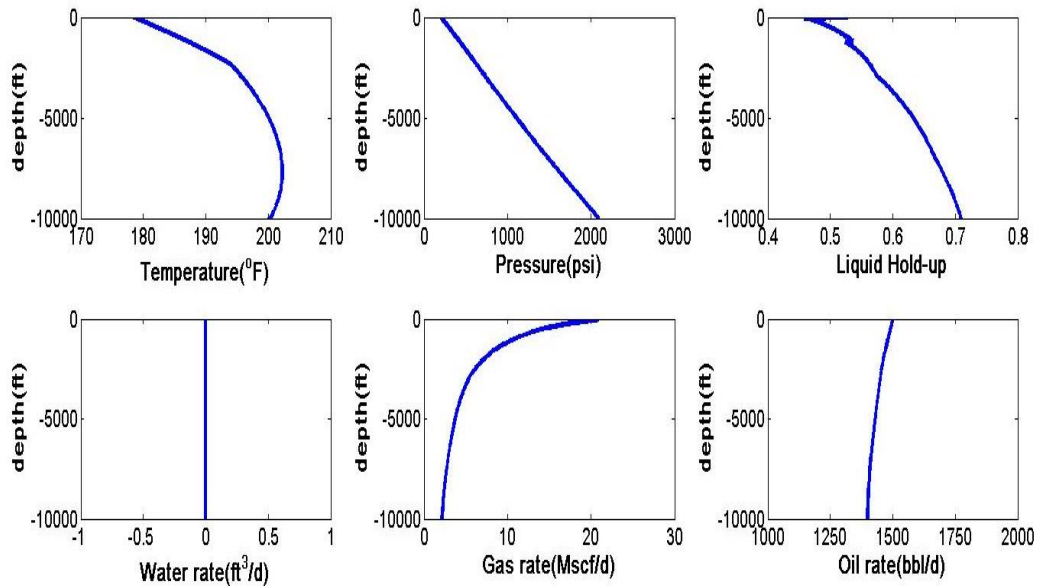 0
-5000
-10000
depth(ft)
170 180 190 200 210
Temperature(⁰F)
0
-5000
-10000
depth(ft)
0 1000 2000 3000
Pressure(psi)
0
-5000
-10000
depth(ft)
0.4 0.5 0.6 0.7 0.8
Liquid Hold-up
0
-5000
-10000
depth(ft)
-1 -0.5 0 0.5 1
Water rate(ft³/d)
0
-5000
-10000
depth(ft)
0 10 20 30
Gas rate(Mscf/d)
0
-5000
-10000
depth(ft)
1000 1250 1500 1750 2000
Oil rate(bbl/d)